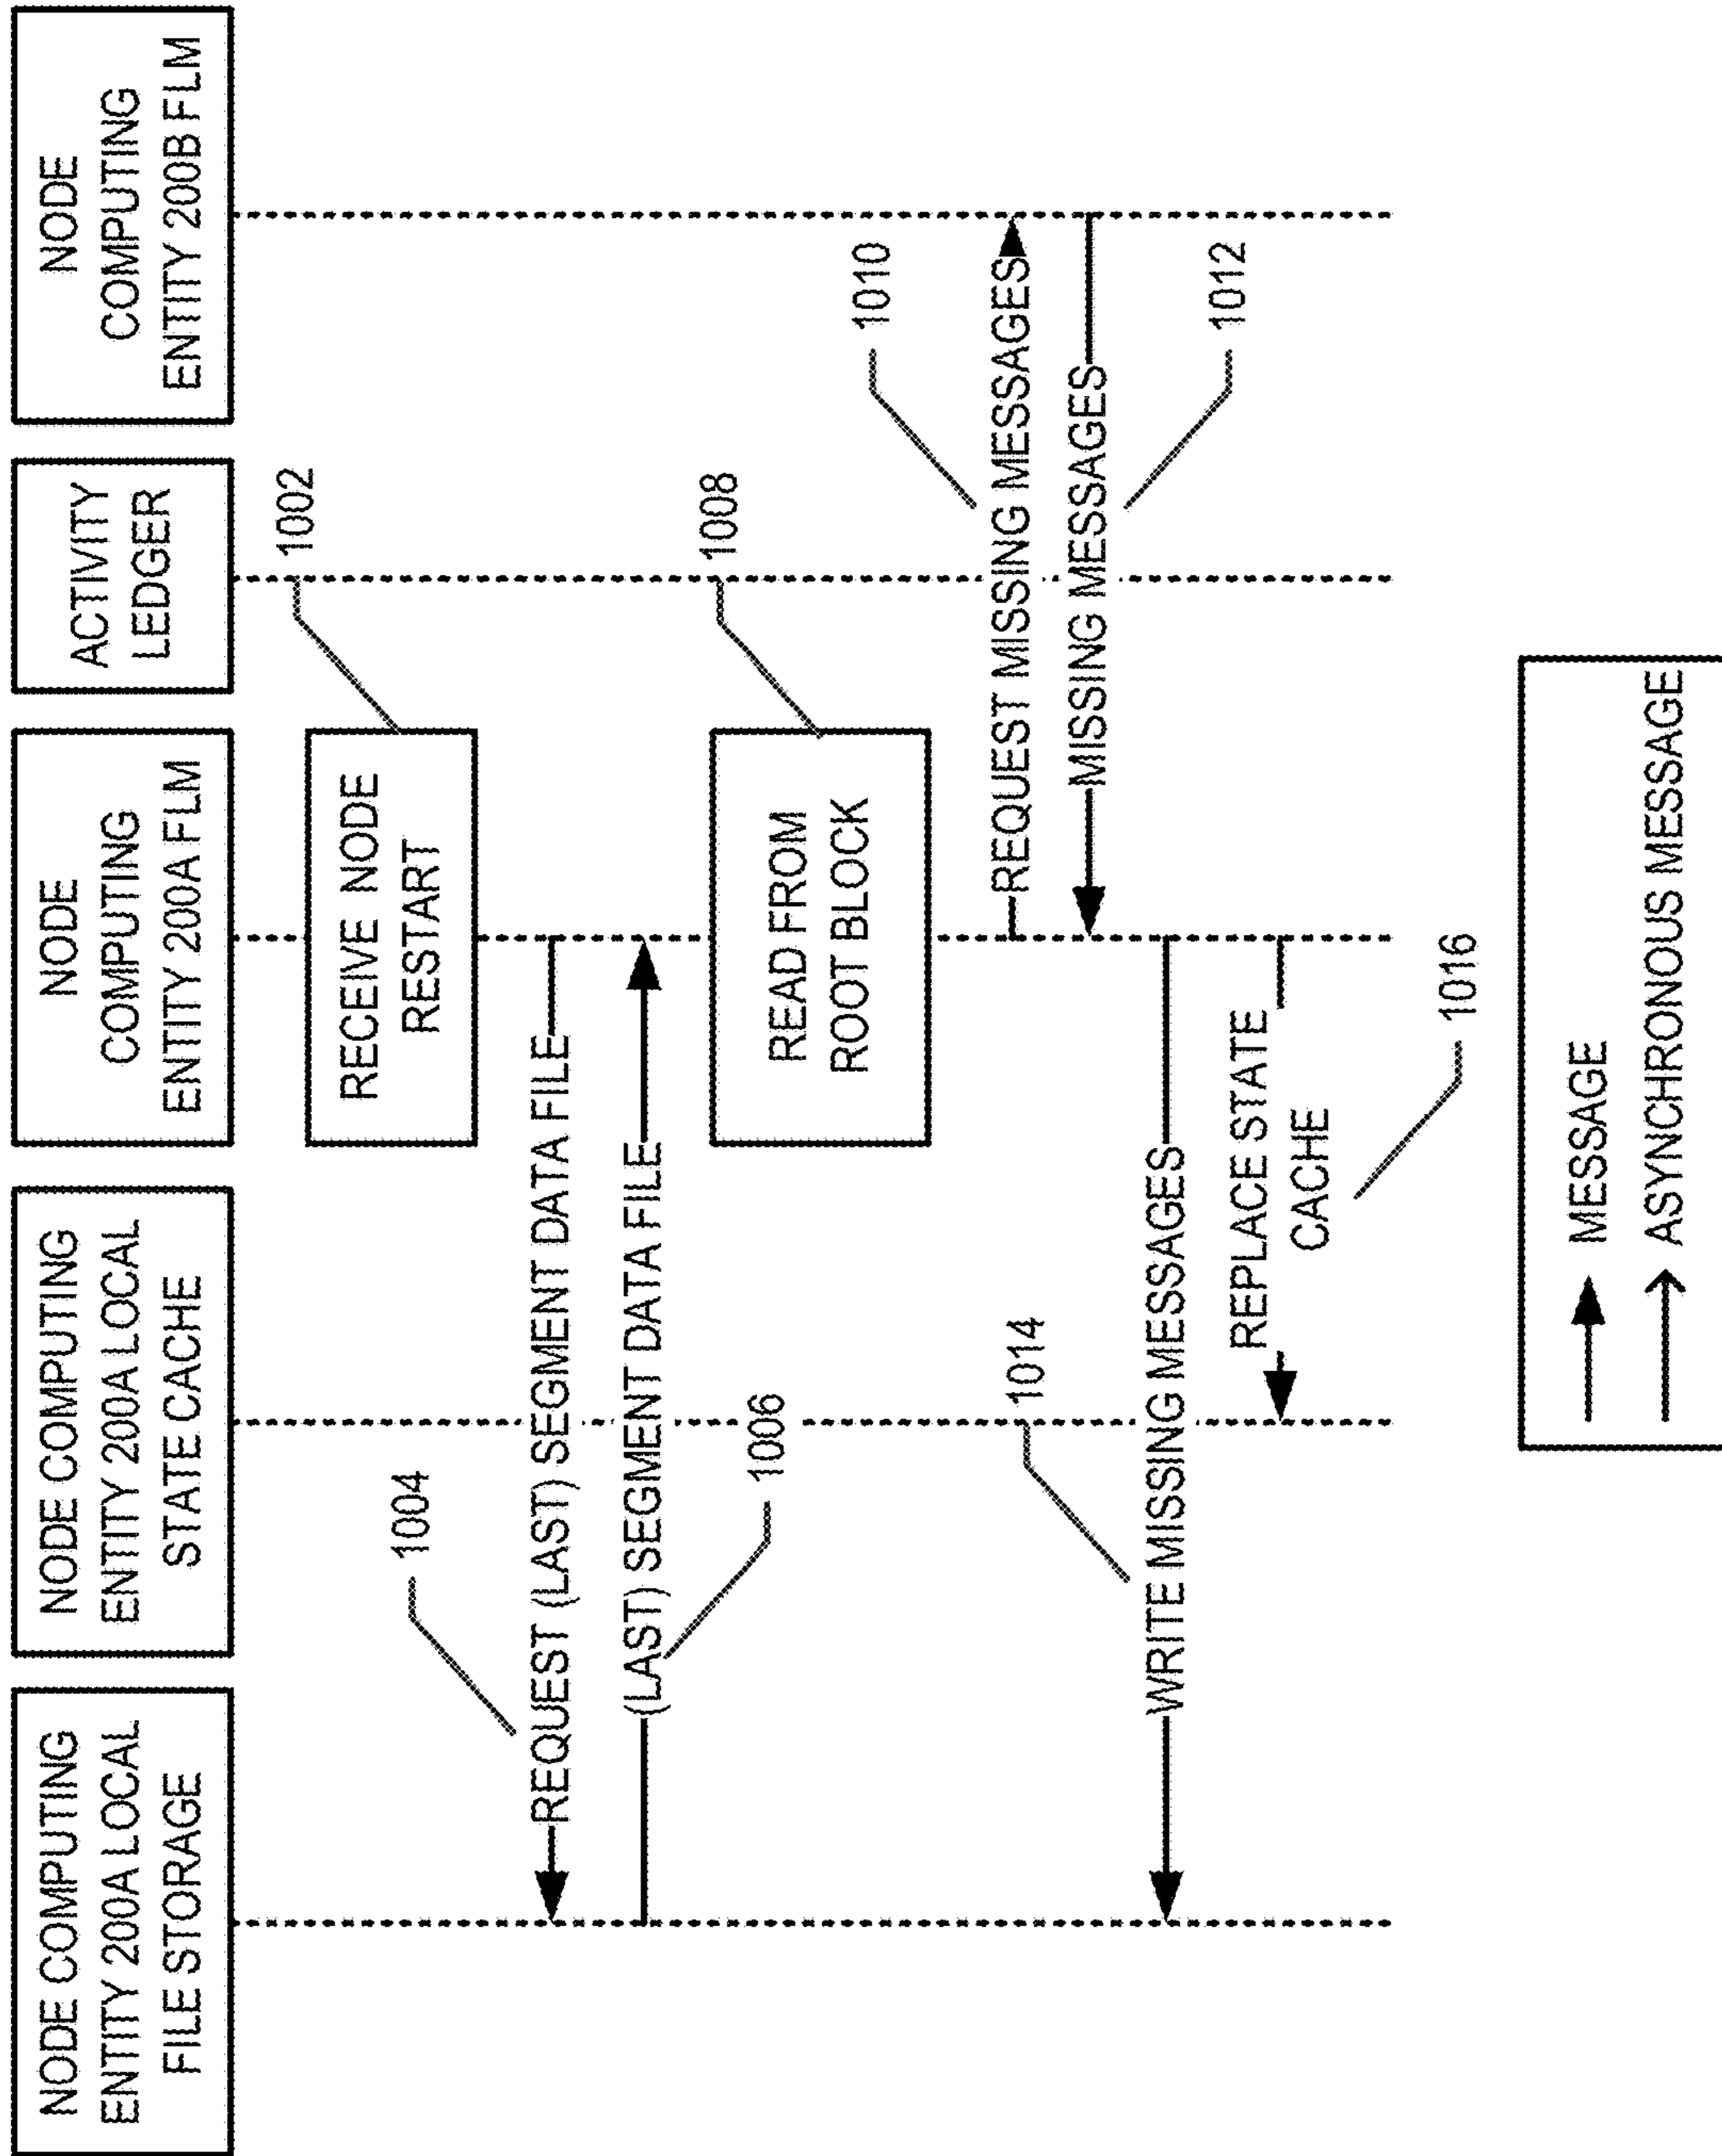 NODE COMPUTING
ENTITY 200A LOCAL
FILE STORAGE
NODE COMPUTING
ENTITY 200A LOCAL
STATE CACHE
NODE
COMPUTING
ENTITY 200A FLM
ACTIVITY
LEDGER
NODE
COMPUTING
ENTITY 200B FLM
RECEIVE NODE
RESTART
1002
1004
REQUEST (LAST) SEGMENT DATA FILE
(LAST) SEGMENT DATA FILE
1006
READ FROM
ROOT BLOCK
1008
1010
REQUEST MISSING MESSAGES
MISSING MESSAGES
1012
1014
WRITE MISSING MESSAGES
REPLACE STATE
CACHE
1016
MESSAGE
ASYNCHRONOUS MESSAGE